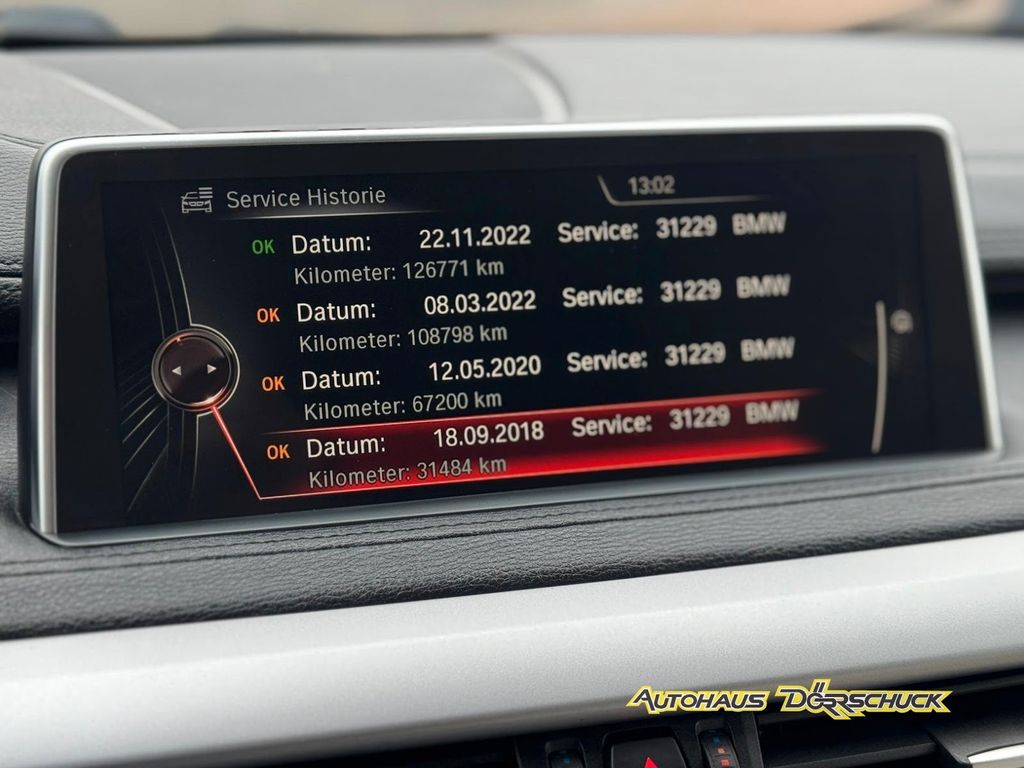 Service Historie
13:02
OK Datum: 22.11.2022 Service: 31229 BMW
Kilometer: 126771 km
OK Datum: 08.03.2022 Service: 31229 BMW
Kilometer: 108798 km
OK Datum: 12.05.2020 Service: 31229 BMW
Kilometer: 67200 km
OK Datum: 18.09.2018 Service: 31229 BMW
Kilometer: 31484 km
AUTOHAUS DÖRRSCHUCK